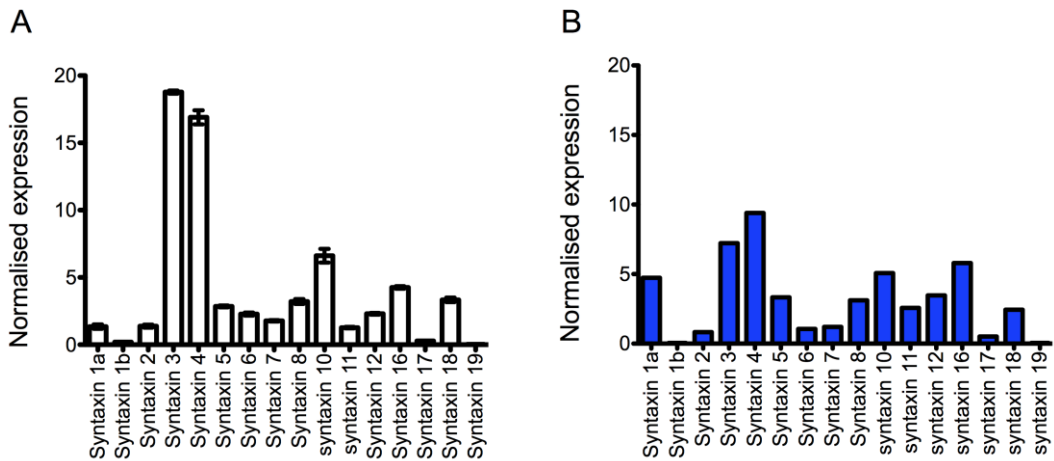 A
Normalised expression
20
15
10
5
0
Syntaxin 1a
Syntaxin 1b
Syntaxin 2
Syntaxin 3
Syntaxin 4
Syntaxin 5
Syntaxin 6
Syntaxin 7
Syntaxin 8
syntaxin 10
syntaxin 11
Syntaxin 12
Syntaxin 16
Syntaxin 17
Syntaxin 18
Syntaxin 19
B
Normalised expression
20
15
10
5
0
Syntaxin 1a
Syntaxin 1b
Syntaxin 2
Syntaxin 3
Syntaxin 4
Syntaxin 5
Syntaxin 6
Syntaxin 7
Syntaxin 8
syntaxin 10
syntaxin 11
syntaxin 12
syntaxin 16
syntaxin 17
syntaxin 18
syntaxin 19